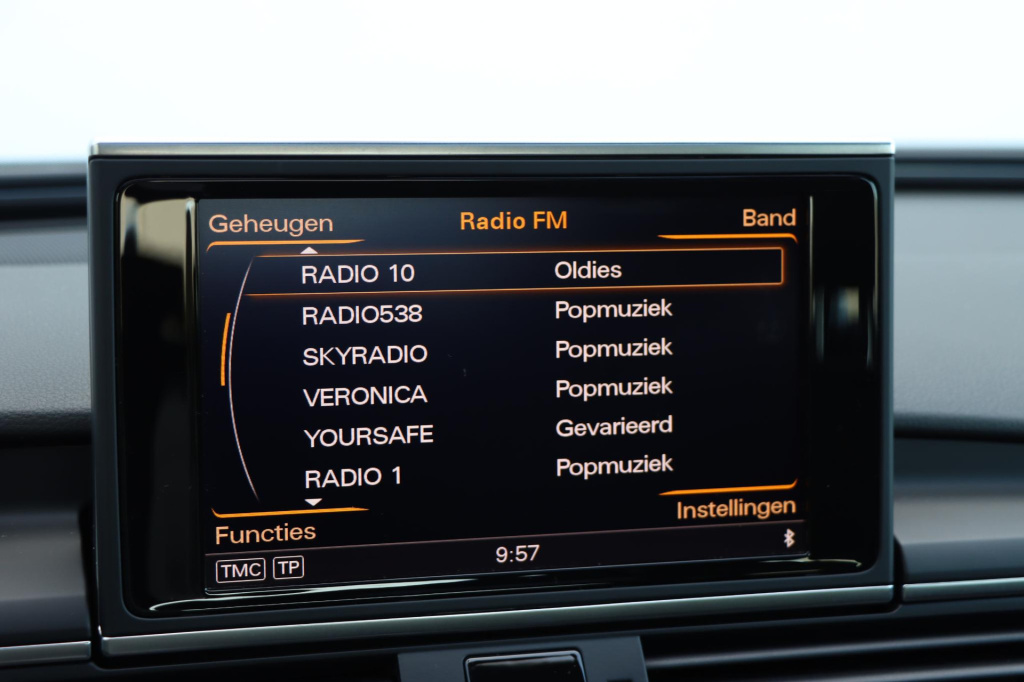 Geheugen Radio FM Band
RADIO 10 Oldies
RADIO538 Popmuziek
SKYRADIO Popmuziek
VERONICA Popmuziek
YOURSAFE Gevarieerd
RADIO 1 Popmuziek
Functies Instellingen
TMC TP 9:57